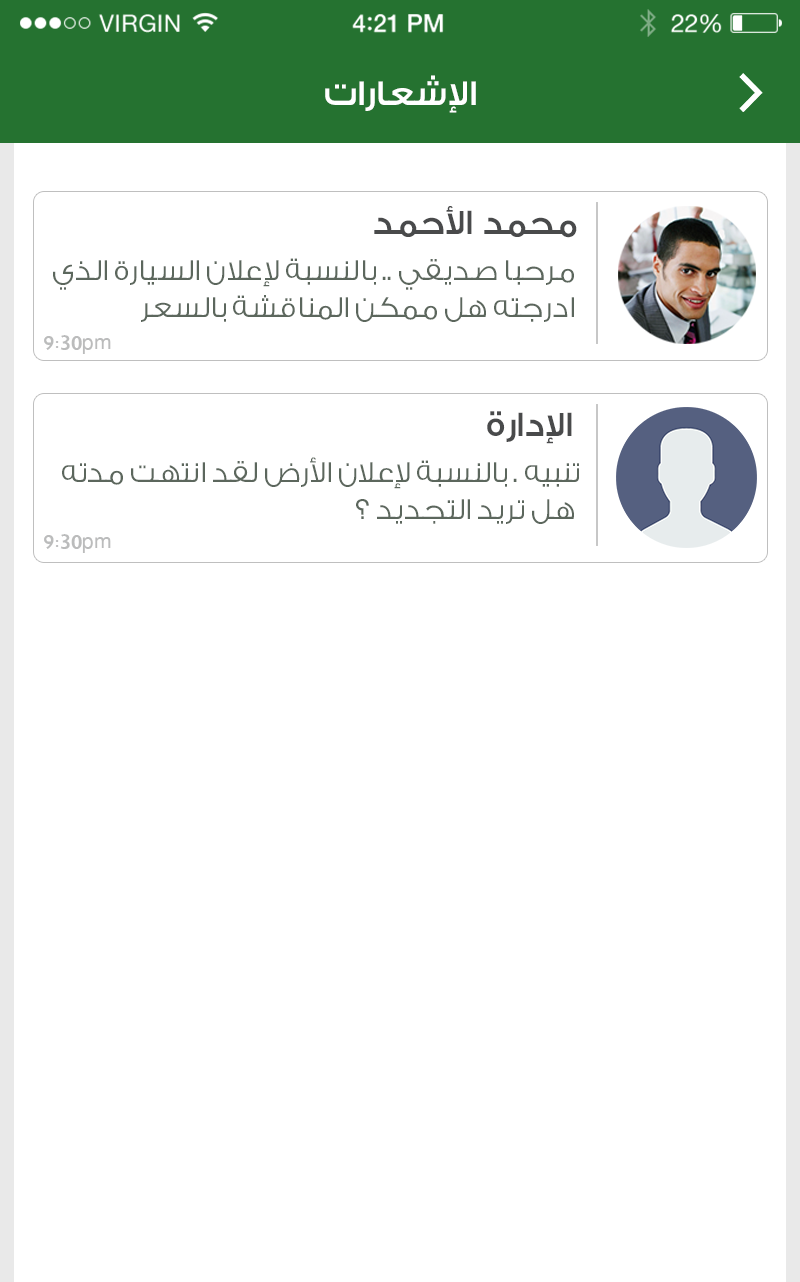 VIRGIN 4:21 PM 22%
الإشعارات
محمد الأحمد
مرحبا صديقي .. بالنسبة لإعلان السيارة الذي
ادرجته هل ممكن المناقشة بالسعر
9:30pm
الإدارة
تنبيه . بالنسبة لإعلان الأرض لقد انتهت مدته
هل تريد التجديد ؟
9:30pm